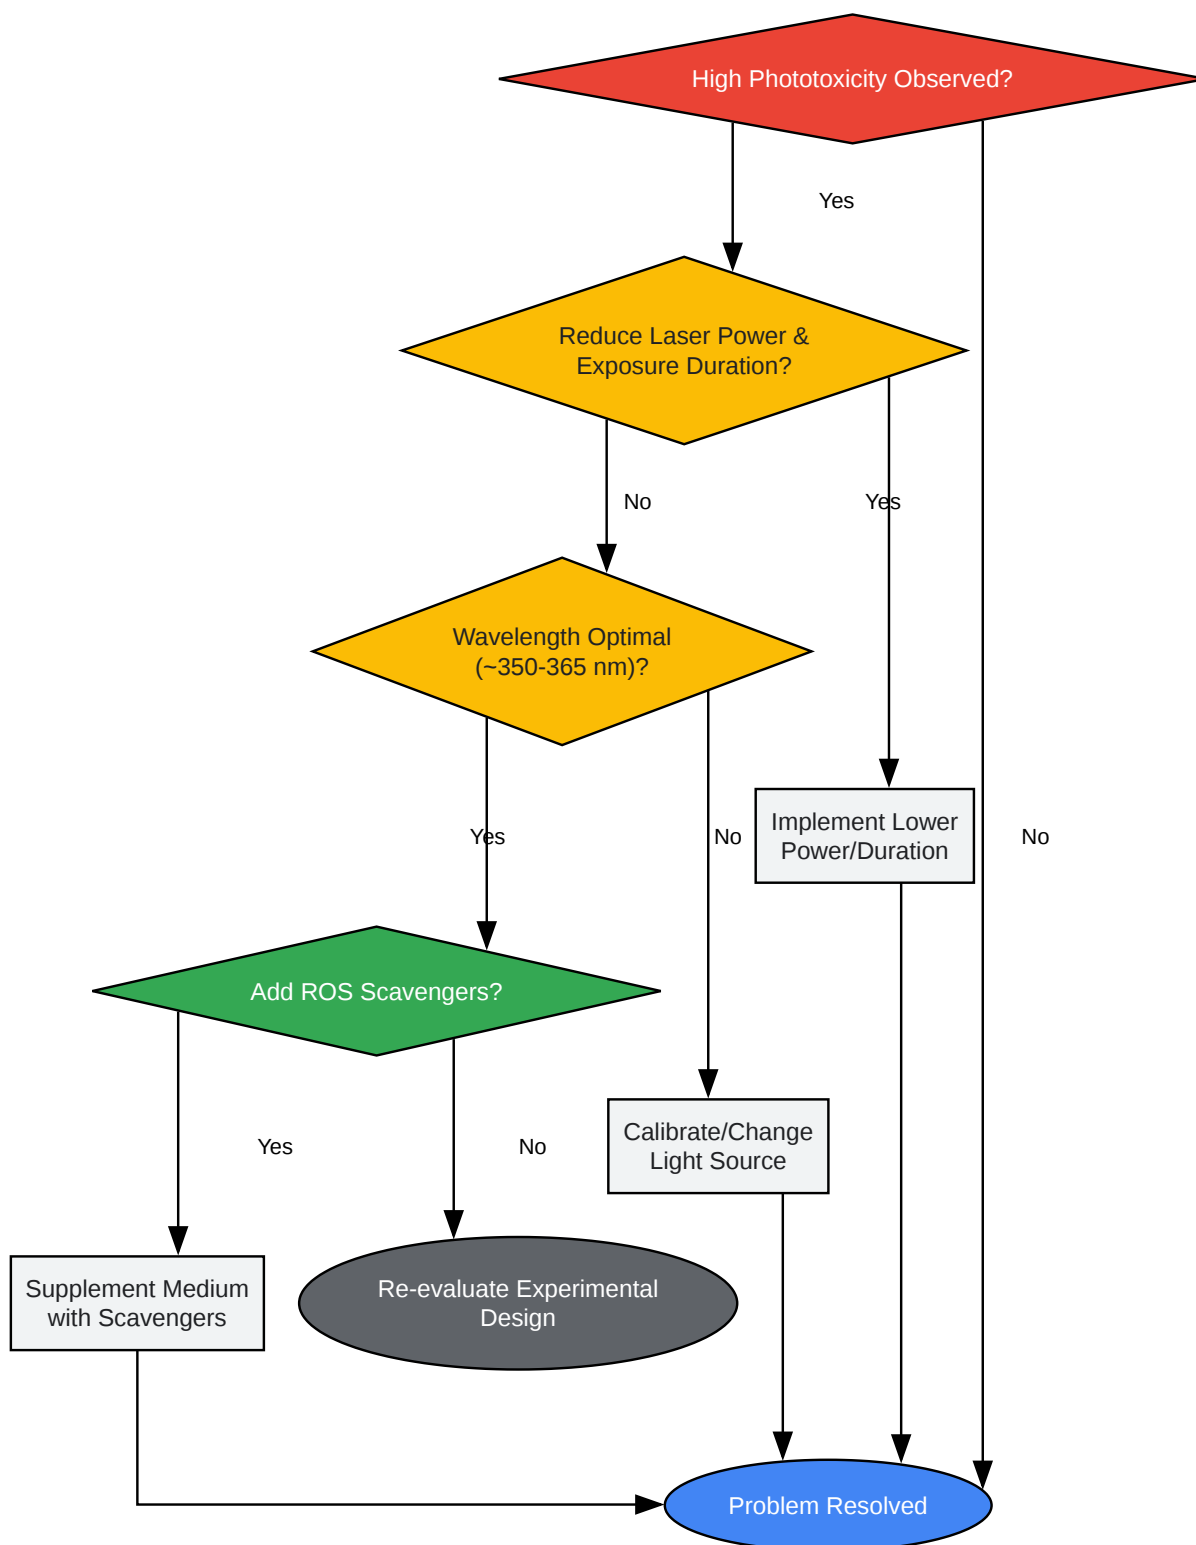 High Phototoxicity Observed?
Yes
Reduce Laser Power &
Exposure Duration?
No
Yes
Wavelength Optimal
(~350-365 nm)?
Implement Lower
Power/Duration
Yes
No
No
Add ROS Scavengers?
Calibrate/Change
Light Source
Yes
No
Supplement Medium
with Scavengers
Re-evaluate Experimental
Design
Problem Resolved